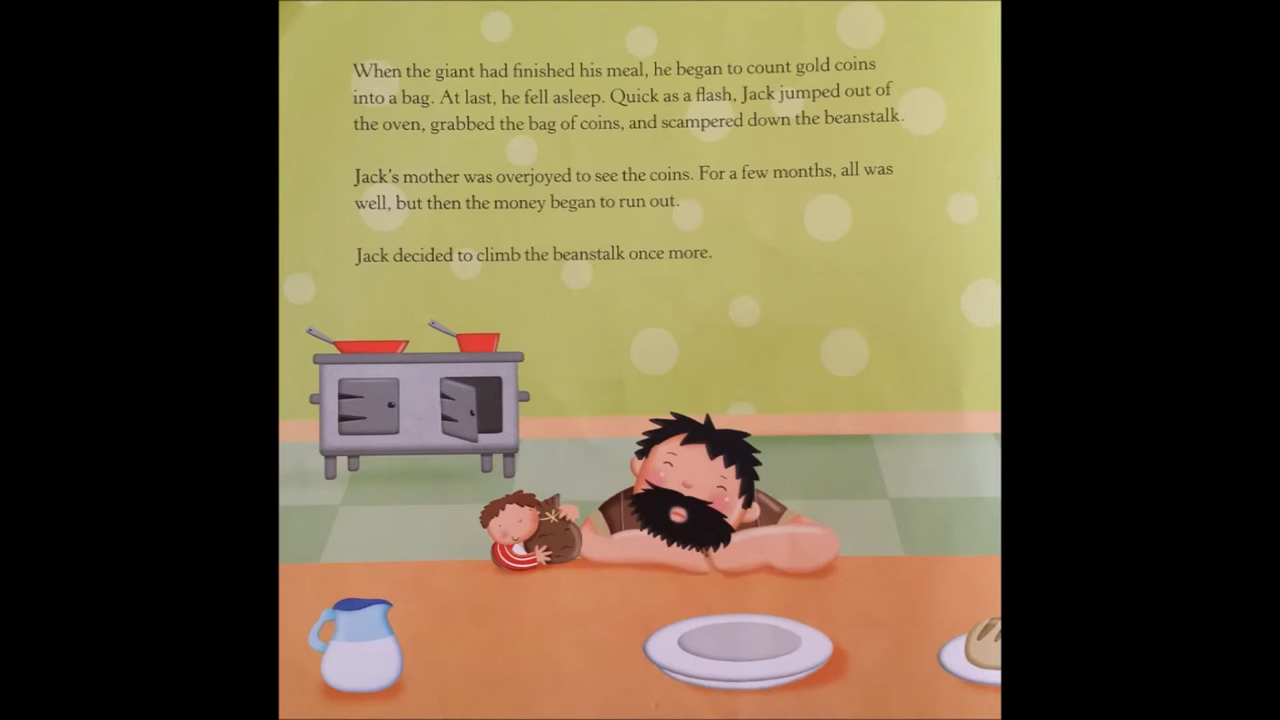 When the giant had finished his meal, he began to count gold coins
into a bag. At last, he fell asleep. Quick as a flash, Jack jumped out of
the oven, grabbed the bag of coins, and scampered down the beanstalk.
Jack's mother was overjoyed to see the coins. For a few months, all was
well, but then the money began to run out.
Jack decided to climb the beanstalk once more.